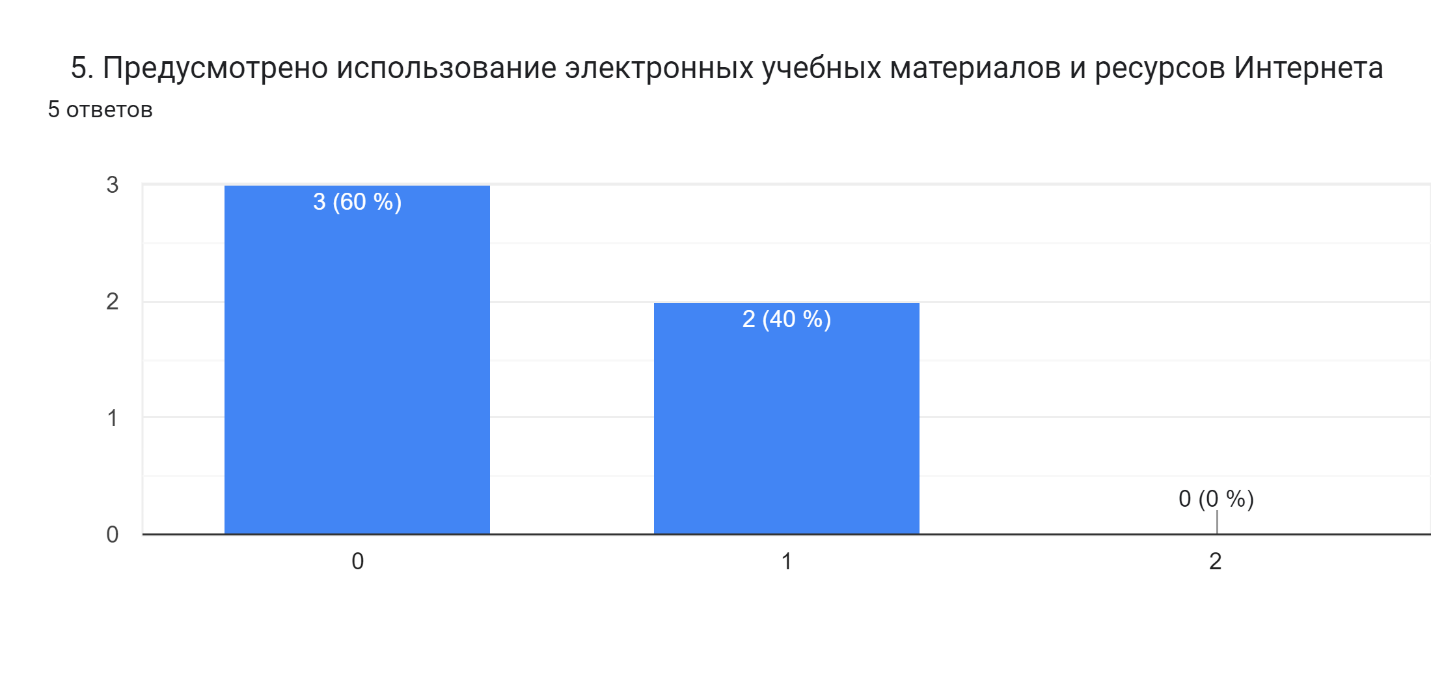 5. Предусмотрено использование электронных учебных материалов и ресурсов Интернета
5 ответов
3
3 (60 %)
2
2 (40 %)
1
0 (0 %)
0
0
1
2